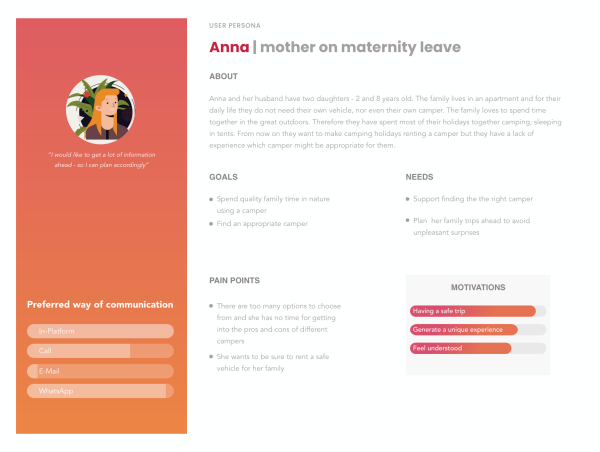 USER PERSONA
Anna | mother on maternity leave
ABOUT
Anna and her husband have two daughters - 2 and 8 years old. The family lives in an apartment and for their
daily life they do not need their own vehicle, nor even their own camper. The family loves to spend time
together in the great outdoors. Therefore they have spent most of their holidays together camping; sleeping
in tents. From now on they want to make camping holidays renting a camper but they have a lack of
experience which camper might be appropriate for them.
"I would like to get a lot of information
ahead - so I can plan accordingly"
GOALS
Spend quality family time in nature
using a camper
Find an appropriate camper
NEEDS
Support finding the the right camper
Plan her family trips ahead to avoid
unpleasant surprises
Preferred way of communication
In-Platform
Call
E-Mail
WhatsApp
PAIN POINTS
There are too many options to choose
from and she has no time for getting
into the pros and cons of different
campers
She wants to be sure to rent a safe
vehicle for her family
MOTIVATIONS
Having a safe trip
Generate a unique experience
Feel understood